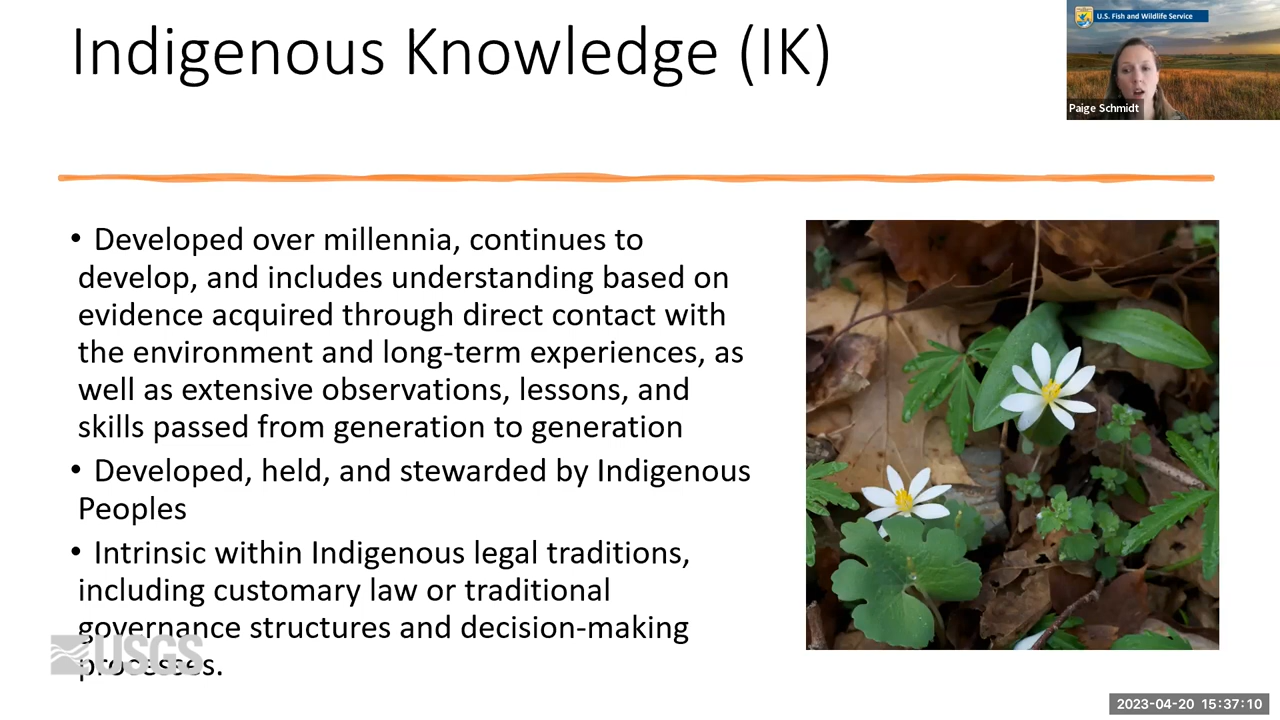 Indigenous Knowledge (IK)
U.S. Fish and Wildlife Service
Paige Schmidt
• Developed over millennia, continues to
develop, and includes understanding based on
evidence acquired through direct contact with
the environment and long-term experiences, as
well as extensive observations, lessons, and
skills passed from generation to generation
• Developed, held, and stewarded by Indigenous
Peoples
• Intrinsic within Indigenous legal traditions,
including customary law or traditional
governance structures and decision-making
processes.
USGS
2023-04-20 15:37:10